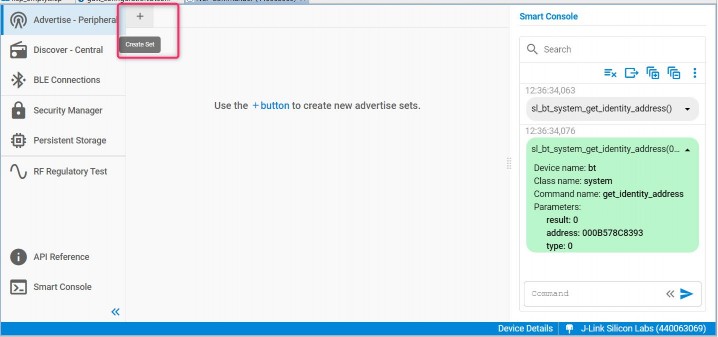 Advertise - Peripheral
+
Create Set
Discover - Central
BLE Connections
Security Manager
Persistent Storage
RF Regulatory Test
API Reference
Smart Console
Use the +button to create new advertise sets.
Smart Console
Search
12:36:34,063
sl_bt_system_get_identity_address()
12:36:34,076
sl_bt_system_get_identity_address(0...
Device name: bt
Class name: system
Command name: get_identity_address
Parameters:
result: 0
address: 000B578C8393
type: 0
Command
Device Details
J-Link Silicon Labs (440063069)